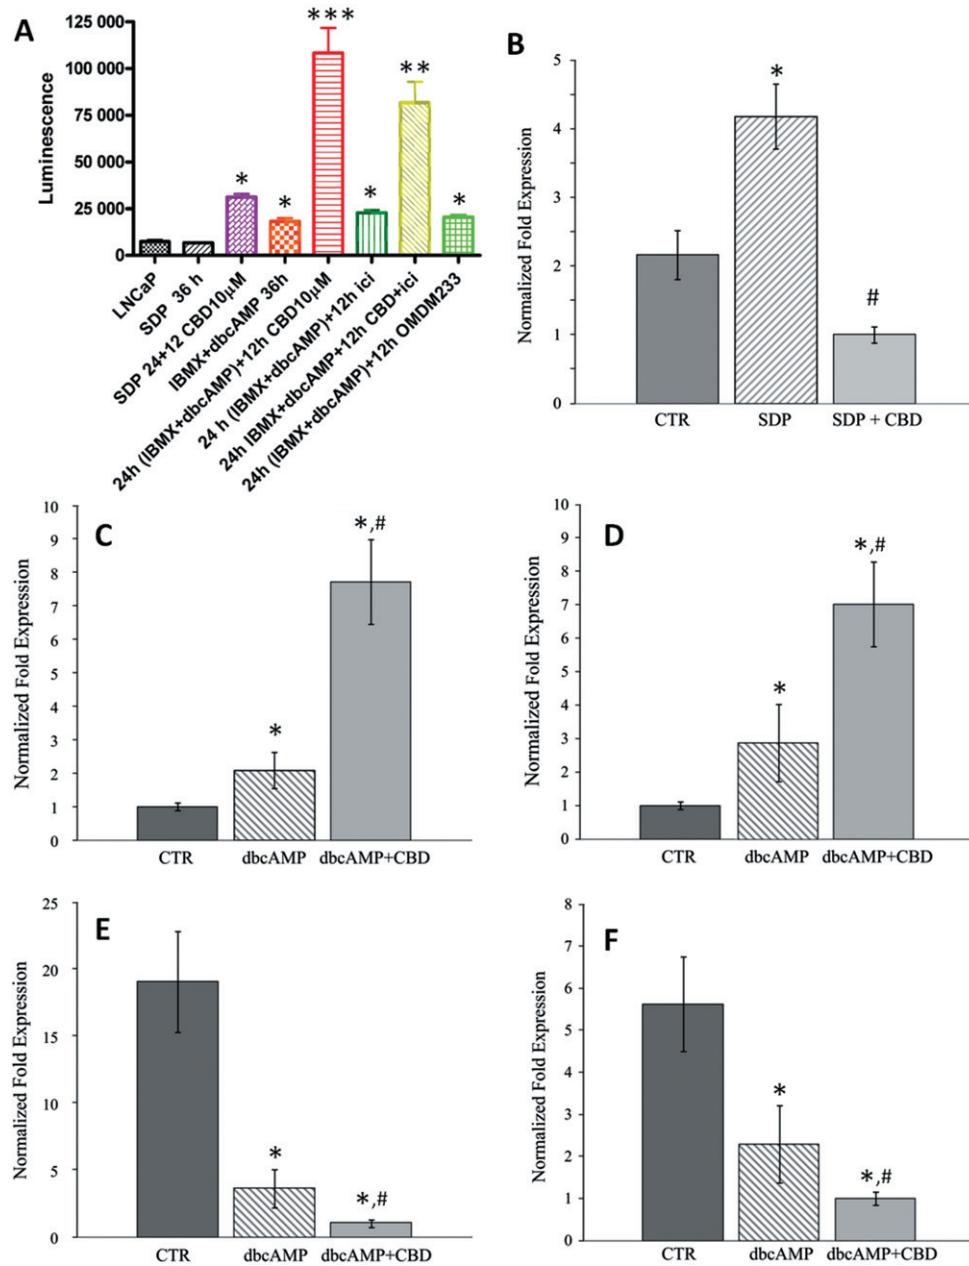 A
Luminescence
125 000
100 000
75 000
50 000
25 000
0
*
*
***
*
**
*
LNCaP
SDP 36 h
SDP 24+12 CBD10µM
IBMX+dbcAMP 36h
24h (IBMX+dbcAMP)+12h CBD10µM
24 h (IBMX+dbcAMP)+12h ici
24h IBMX+dbcAMP+12h CBD+ici
24h (IBMX+dbcAMP)+12h OMDM233
B
Normalized Fold Expression
5
4
3
2
1
0
*
#
CTR SDP SDP + CBD
C
Normalized Fold Expression
10
9
8
7
6
5
4
3
2
1
0
*
*,#
CTR dbcAMP dbcAMP+CBD
D
Normalized Fold Expression
10
9
8
7
6
5
4
3
2
1
0
*
*,#
CTR dbcAMP dbcAMP+CBD
E
Normalized Fold Expression
25
20
15
10
5
0
*
*,#
CTR dbcAMP dbcAMP+CBD
F
Normalized Fold Expression
8
7
6
5
4
3
2
1
0
*
*,#
CTR dbcAMP dbcAMP+CBD